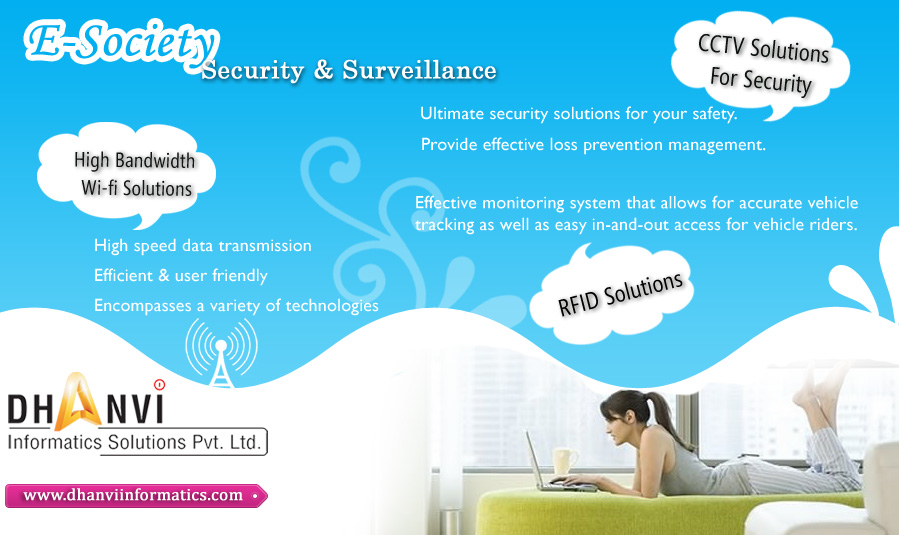 E-Society
Security & Surveillance
CCTV Solutions
For Security
Ultimate security solutions for your safety.
Provide effective loss prevention management.
High Bandwidth
Wi-fi Solutions
High speed data transmission
Efficient & user friendly
Encompasses a variety of technologies
Effective monitoring system that allows for accurate vehicle
tracking as well as easy in-and-out access for vehicle riders.
RFID Solutions
DHANVI
Informatics Solutions Pvt. Ltd.
www.dhanviinformatics.com